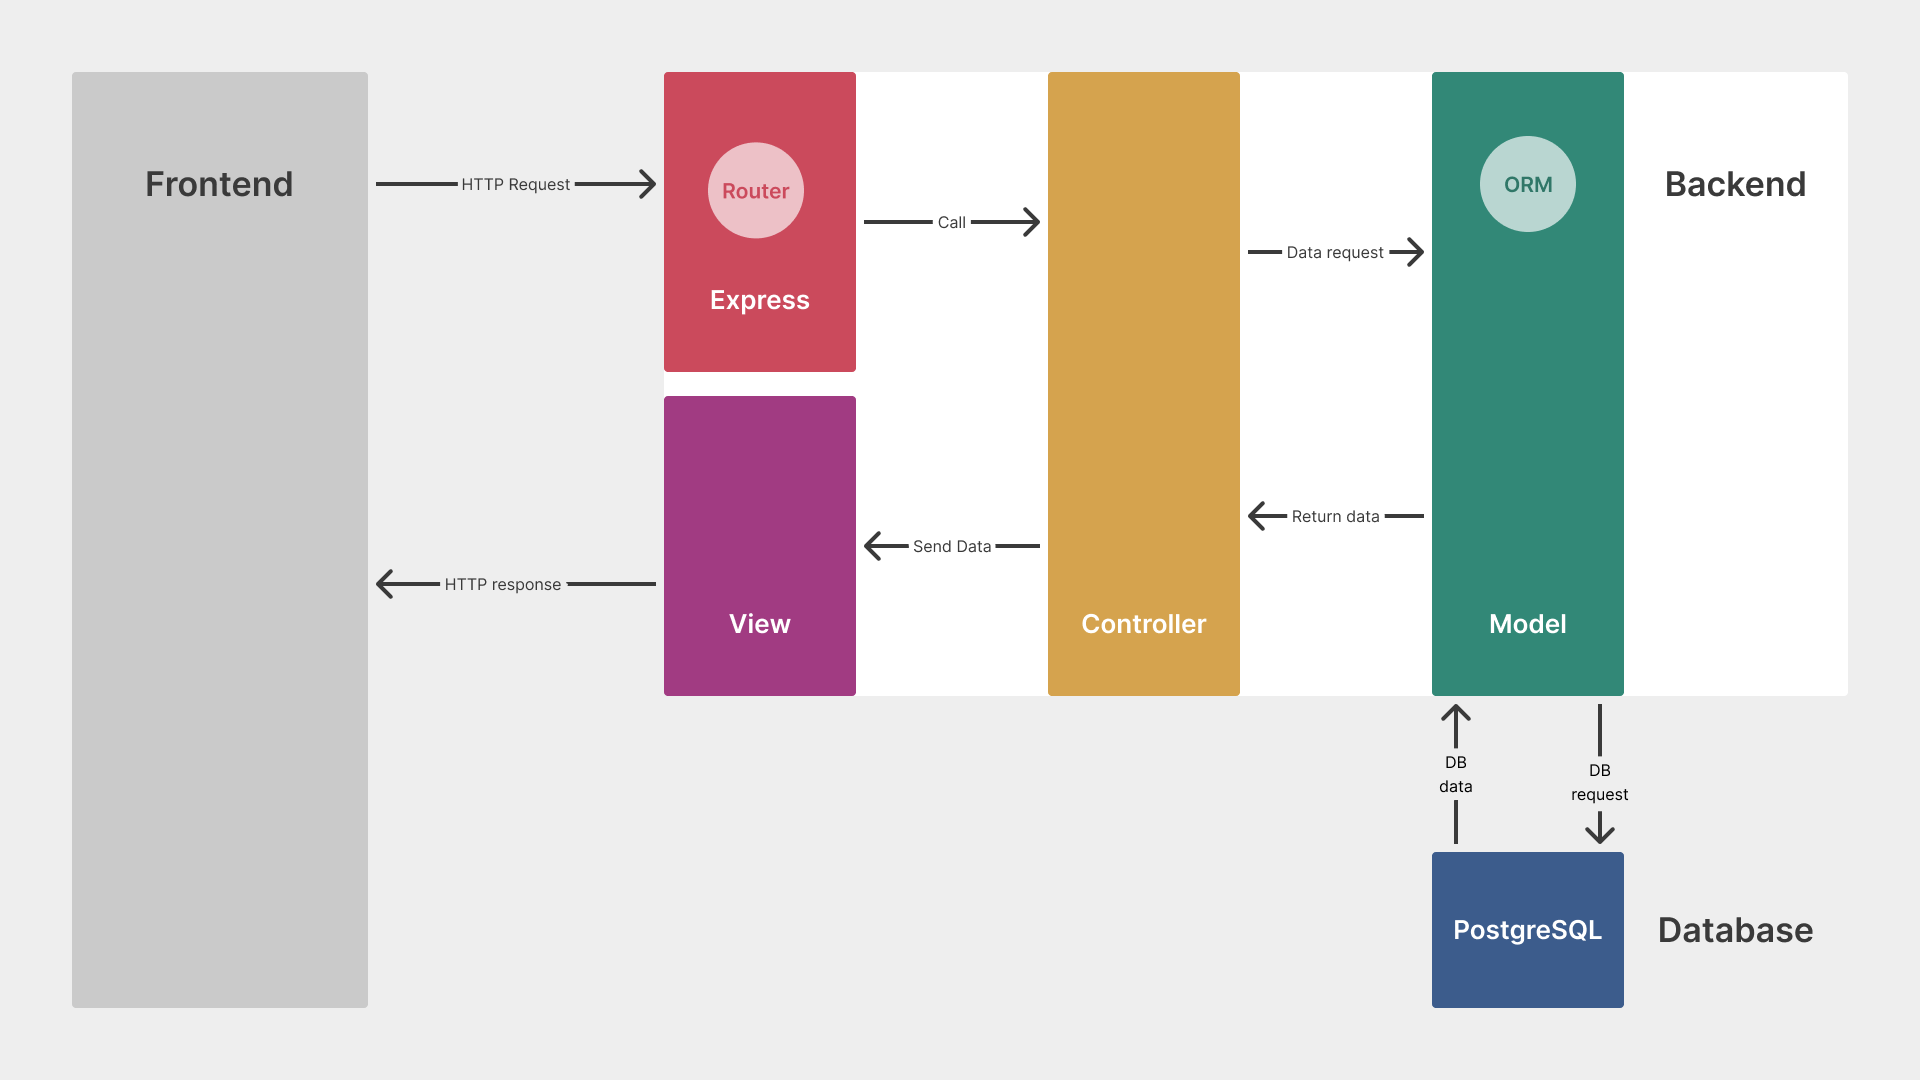 Frontend
HTTP Request
Router
Express
Call
Data request
ORM
Backend
Return data
Send Data
HTTP response
View
Controller
Model
DB
data
DB
request
PostgreSQL
Database